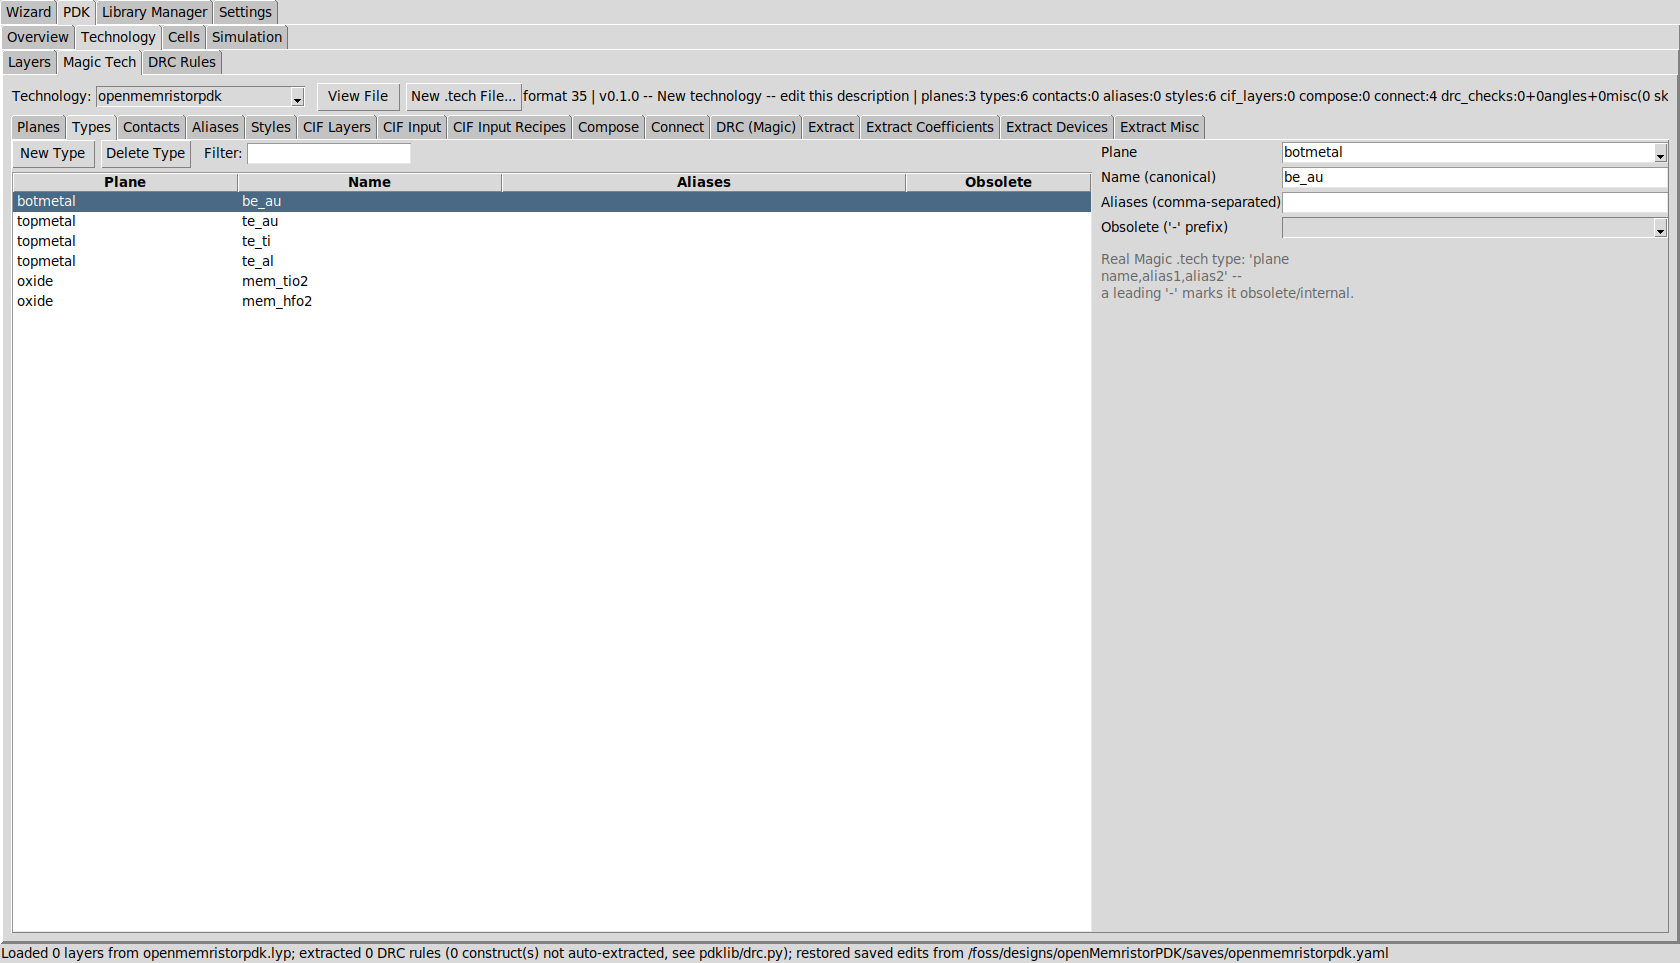 Wizard PDK Library Manager Settings
Overview Technology Cells Simulation
Layers Magic Tech DRC Rules
Technology: openmemristorpdk View File New .tech File... format 35 | v0.1.0 -- New technology -- edit this description | planes:3 types:6 contacts:0 aliases:0 styles:6 cif_layers:0 compose:0 connect:4 drc_checks:0+0angles+0misc(0 sk
Planes Types Contacts Aliases Styles CIF Layers CIF Input CIF Input Recipes Compose Connect DRC (Magic) Extract Extract Coefficients Extract Devices Extract Misc
New Type Delete Type Filter:
Plane Name Aliases Obsolete
botmetal be_au
topmetal te_au
topmetal te_ti
topmetal te_al
oxide mem_tio2
oxide mem_hfo2
Plane botmetal
Name (canonical) be_au
Aliases (comma-separated)
Obsolete ('-' prefix)
Real Magic .tech type: 'plane
name,alias1,alias2' --
a leading '-' marks it obsolete/internal.
Loaded 0 layers from openmemristorpdk.lyp; extracted 0 DRC rules (0 construct(s) not auto-extracted, see pdklib/drc.py); restored saved edits from /foss/designs/openMemristorPDK/saves/openmemristorpdk.yaml